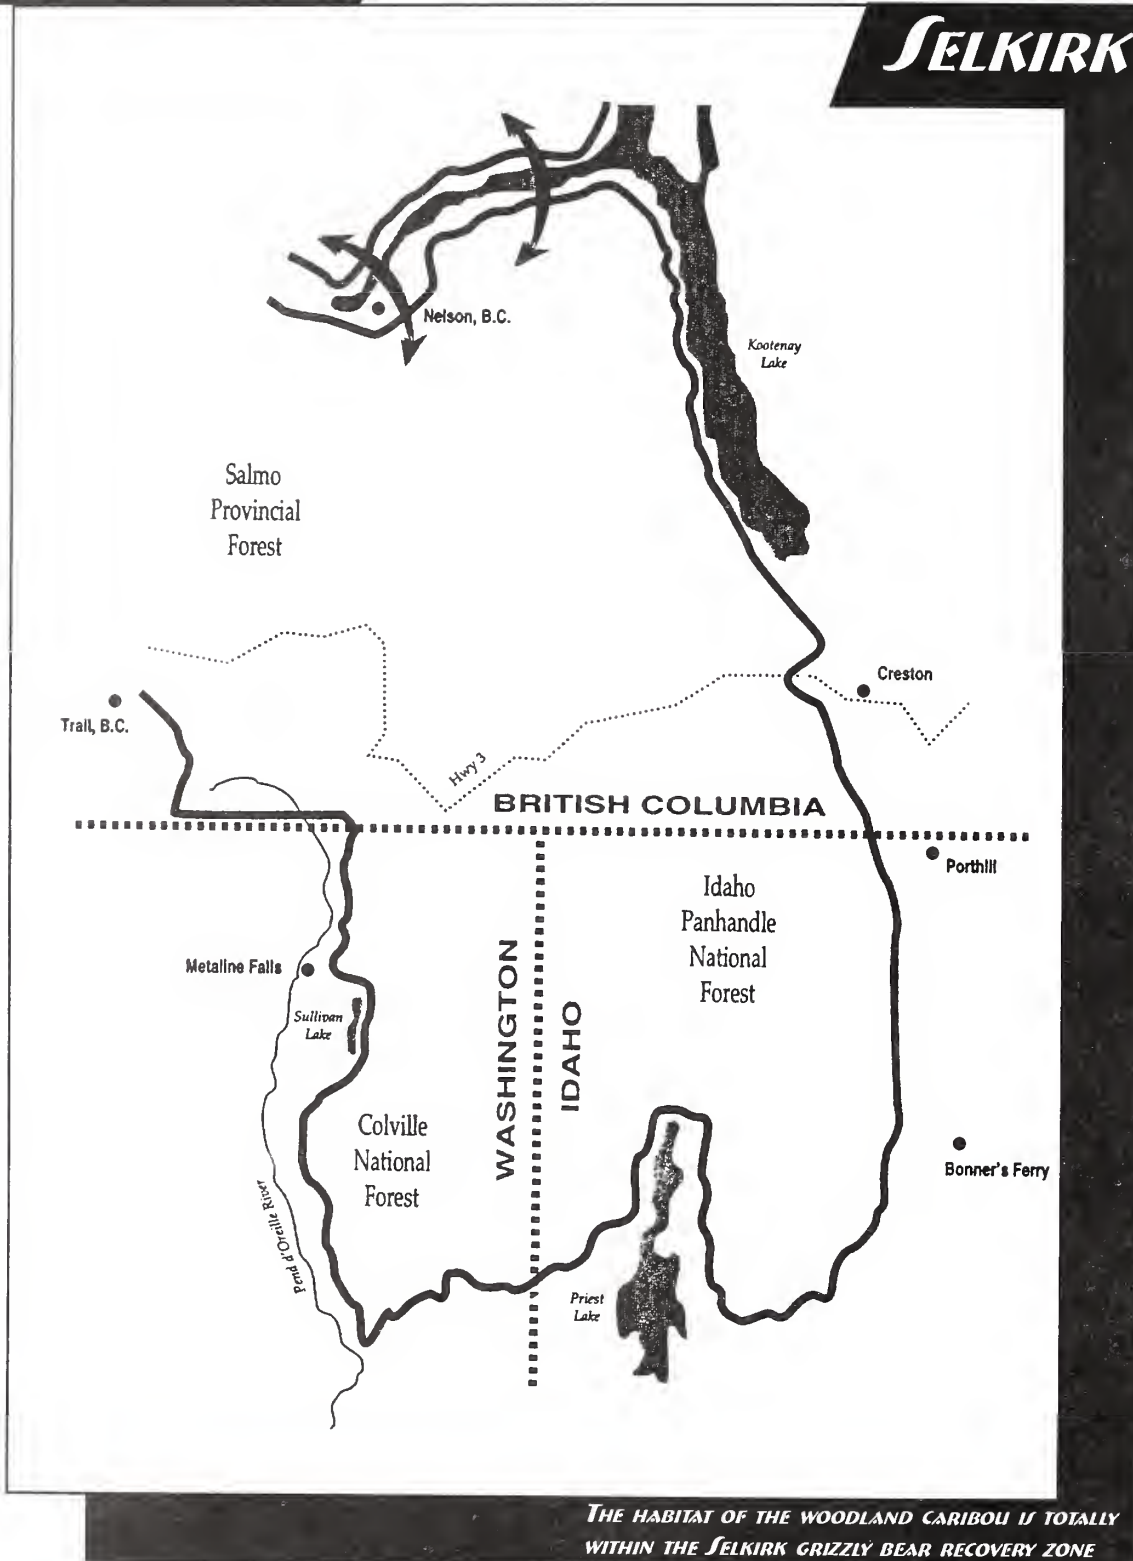 SELKIRK
Nelson, B.C.
Kootenay
Lake
Salmo
Provincial
Forest
Creston
Trail, B.C.
Hwy 3
BRITISH COLUMBIA
Porthill
Idaho
Panhandle
National
Forest
WASHINGTON
IDAHO
Metaline Falls
Sullivan
Lake
Colville
National
Forest
Bonner's Ferry
Pend d'Oreille River
Priest
Lake
THE HABITAT OF THE WOODLAND CARIBOU IS TOTALLY
WITHIN THE SELKIRK GRIZZLY BEAR RECOVERY ZONE